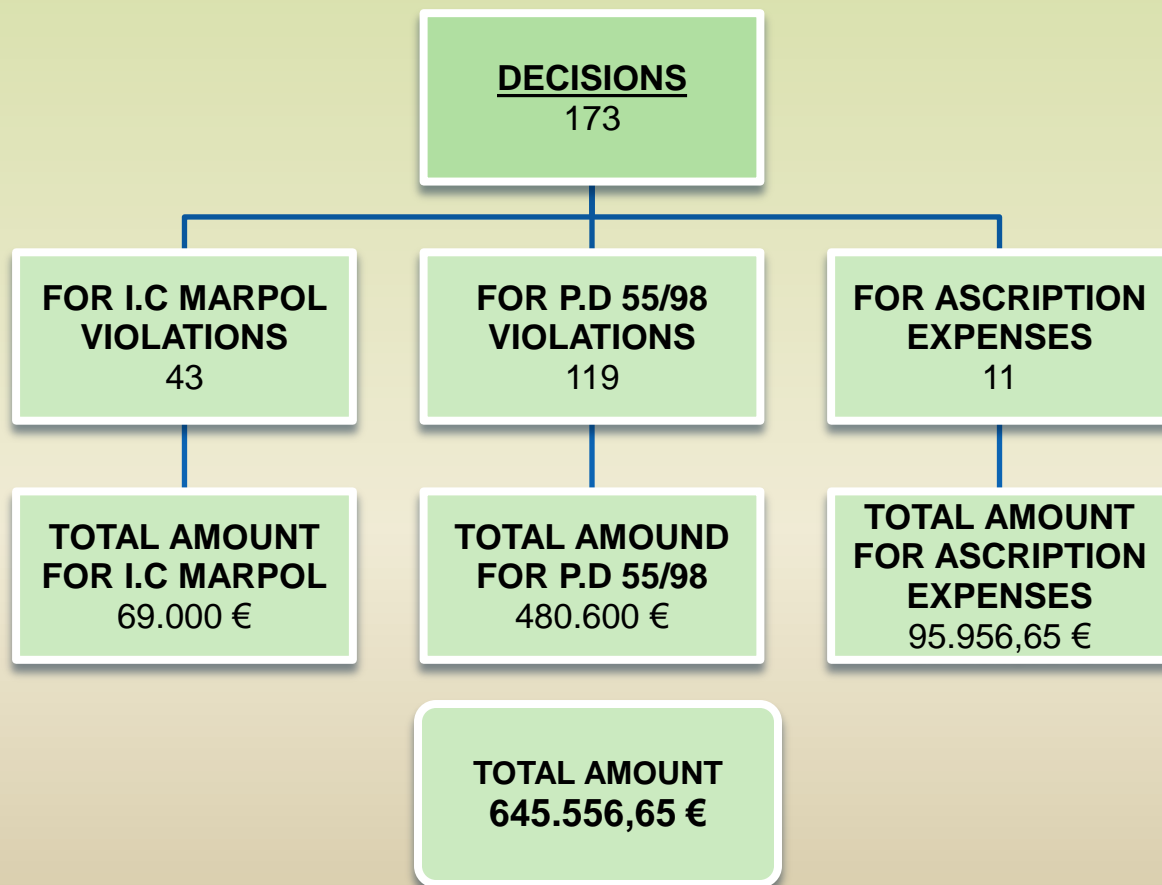 DECISIONS
173
FOR I.C MARPOL
VIOLATIONS
43
FOR P.D 55/98
VIOLATIONS
119
FOR ASCRIPTION
EXPENSES
11
TOTAL AMOUNT
FOR I.C MARPOL
69.000 €
TOTAL AMOUND
FOR P.D 55/98
480.600 €
TOTAL AMOUNT
FOR ASCRIPTION
EXPENSES
95.956,65 €
TOTAL AMOUNT
645.556,65 €